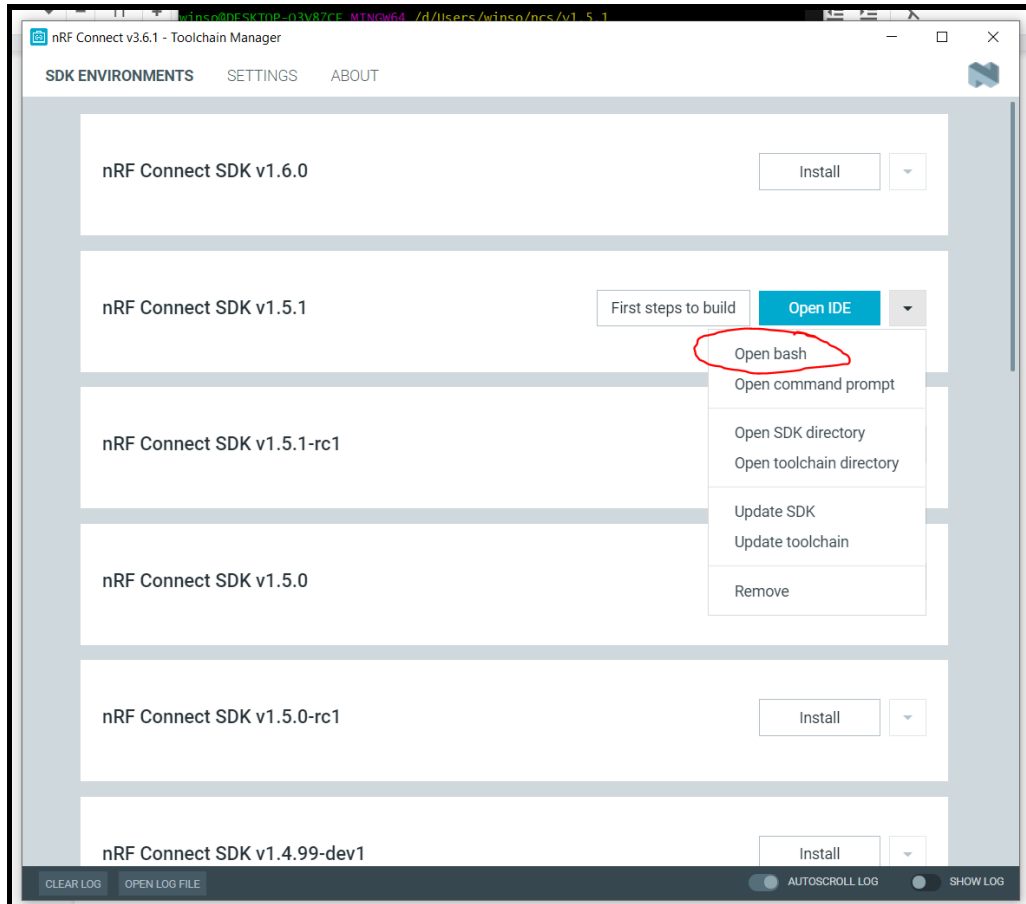 winso@DESKTOP-O3V8ZCE MINGW64 /d/Users/winso/ncs/v1.5.1
nRF Connect v3.6.1 - Toolchain Manager
SDK ENVIRONMENTS SETTINGS ABOUT
nRF Connect SDK v1.6.0 Install
nRF Connect SDK v1.5.1 First steps to build Open IDE
Open bash
Open command prompt
Open SDK directory
nRF Connect SDK v1.5.1-rc1
Open toolchain directory
Update SDK
Update toolchain
nRF Connect SDK v1.5.0
Remove
nRF Connect SDK v1.5.0-rc1 Install
nRF Connect SDK v1.4.99-dev1 Install
CLEAR LOG OPEN LOG FILE AUTOSCROLL LOG SHOW LOG